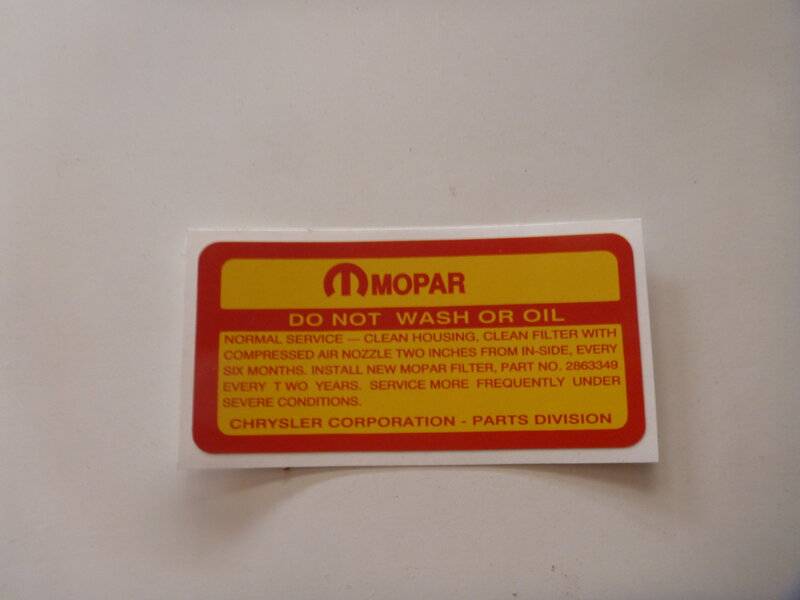 MOPAR
DO NOT WASH OR OIL
NORMAL SERVICE — CLEAN HOUSING, CLEAN FILTER WITH
COMPRESSED AIR NOZZLE TWO INCHES FROM IN-SIDE, EVERY
SIX MONTHS. INSTALL NEW MOPAR FILTER, PART NO. 2863349
EVERY T WO YEARS. SERVICE MORE FREQUENTLY UNDER
SEVERE CONDITIONS.
CHRYSLER CORPORATION - PARTS DIVISION